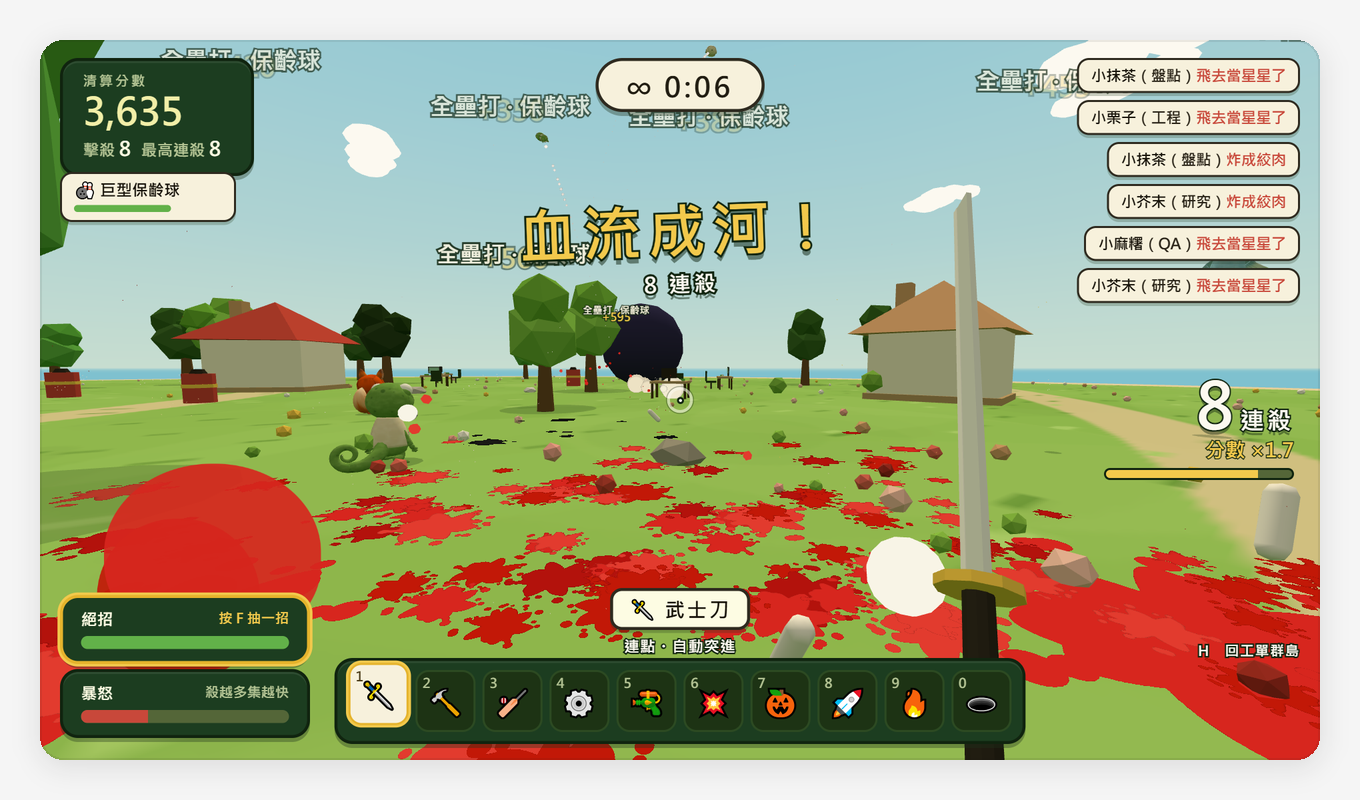 全壘打·保齡球
清算分數
3,635
擊殺 8 最高連殺 8
巨型保齡球
全壘打·保齡球
∞ 0:06
全壘打·保齡球
全壘打·保
小抹茶（盤點）飛去當星星了
小栗子（工程）飛去當星星了
小抹茶（盤點）炸成絞肉
小芥末（研究）炸成絞肉
小麻糬（QA）飛去當星星了
小芥末（研究）飛去當星星了
血流成河！
全壘打·保齡球
8 連殺
全壘打·保齡球
+595
8 連殺
分數 ×1.7
絕招
按 F 抽一招
暴怒
殺越多集越快
武士刀
連點·自動突進
H 回工單群島
1
2
3
4
5
6
7
8
9
0